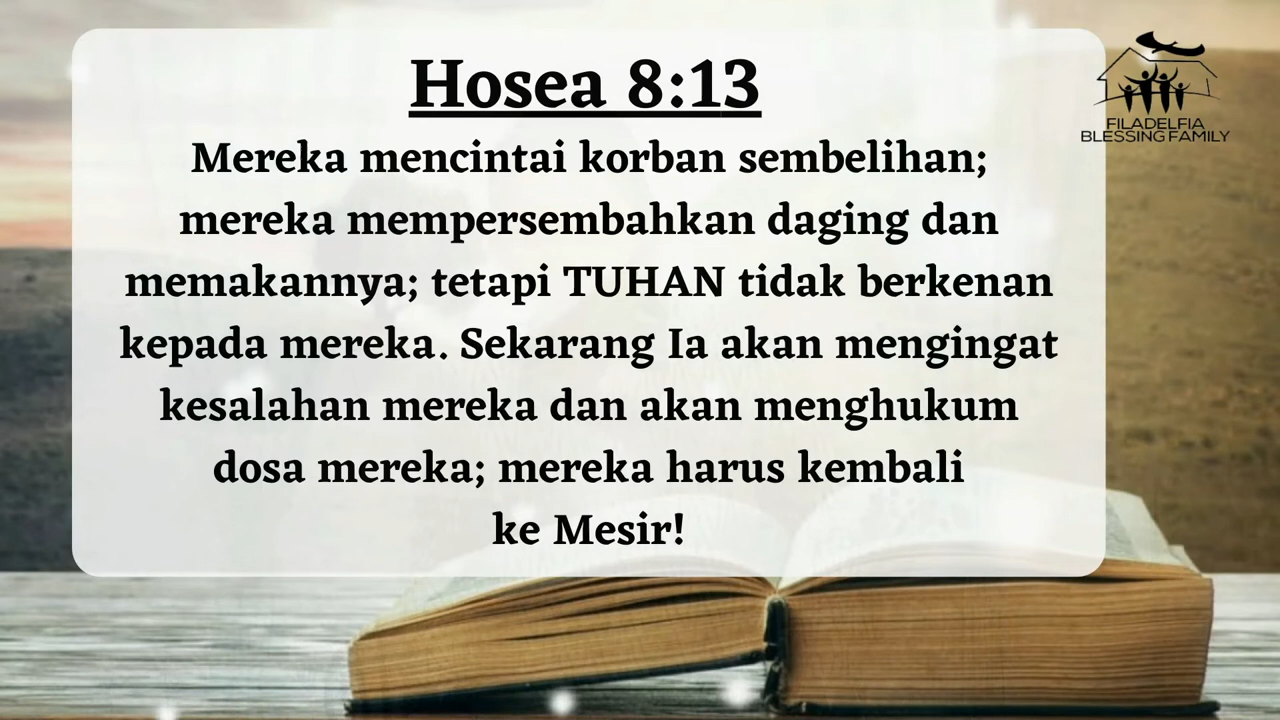 Hosea 8:13
Mereka mencintai korban sembelihan;
mereka mempersembahkan daging dan
memakannya; tetapi TUHAN tidak berkenan
kepada mereka. Sekarang Ia akan mengingat
kesalahan mereka dan akan menghukum
dosa mereka; mereka harus kembali
ke Mesir!
FILADELFIA
BLESSING FAMILY